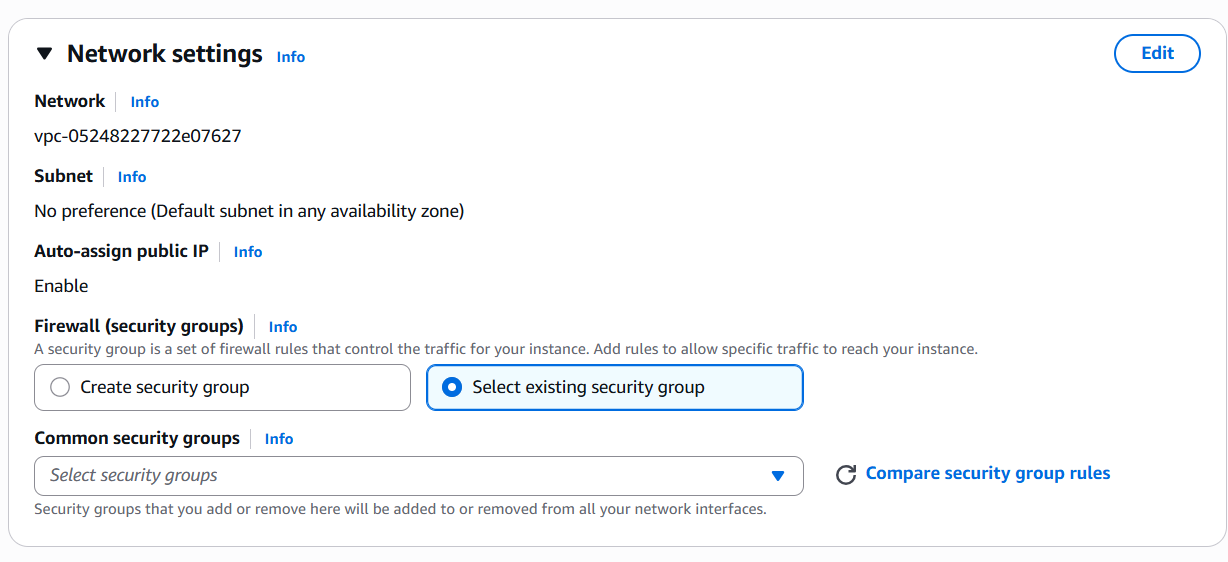 Network settings Info
Edit
Network Info
vpc-05248227722e07627
Subnet Info
No preference (Default subnet in any availability zone)
Auto-assign public IP Info
Enable
Firewall (security groups) Info
A security group is a set of firewall rules that control the traffic for your instance. Add rules to allow specific traffic to reach your instance.
Create security group
Select existing security group
Common security groups Info
Select security groups
Compare security group rules
Security groups that you add or remove here will be added to or removed from all your network interfaces.